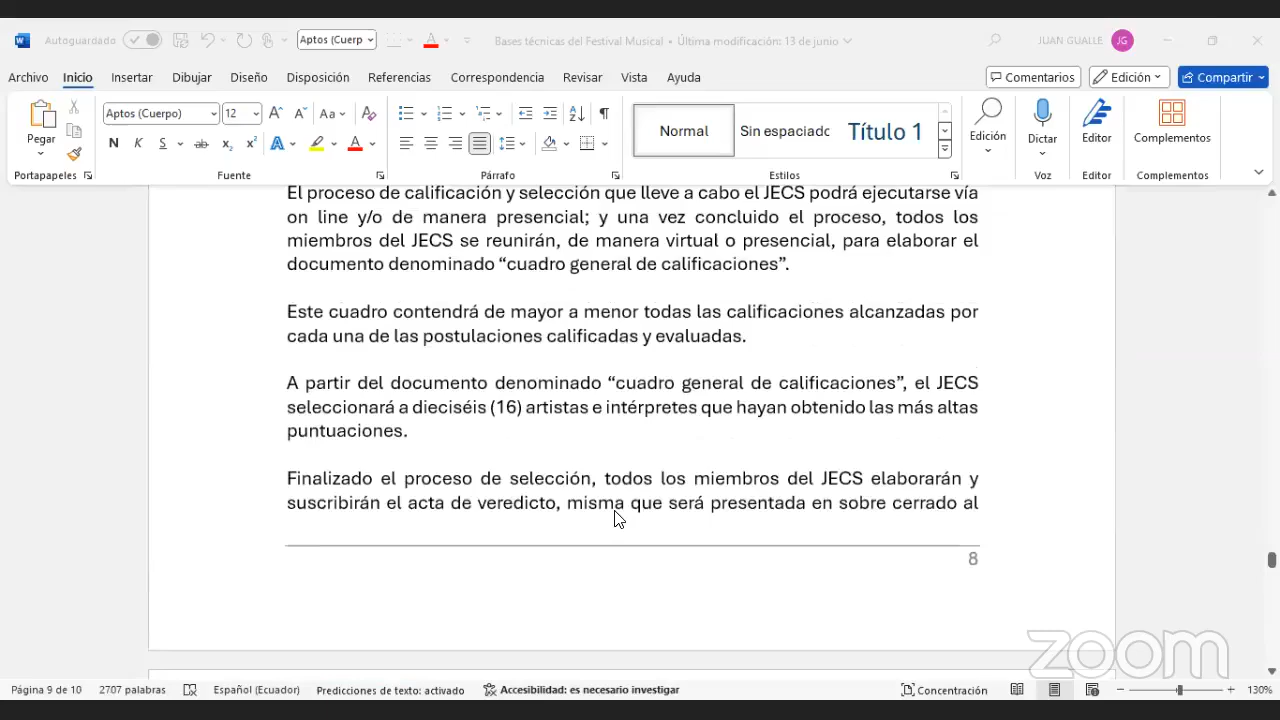 Autoguardado
Aptos (Cuerp
Bases técnicas del Festival Musical • Última modificación: 13 de junio
JUAN GUALLE
JG
Archivo Inicio Insertar Dibujar Diseño Disposición Referencias Correspondencia Revisar Vista Ayuda
Comentarios
Edición
Compartir
Pegar
Aptos (Cuerpo)
12
Normal
Sin espaciado
Título 1
Edición
Dictar
Editor
Complementos
Portapapeles
Fuente
Párrafo
Estilos
Voz
Editor
Complementos
El proceso de calificación y selección que lleve a cabo el JECS podrá ejecutarse vía
on line y/o de manera presencial; y una vez concluido el proceso, todos los
miembros del JECS se reunirán, de manera virtual o presencial, para elaborar el
documento denominado “cuadro general de calificaciones”.
Este cuadro contendrá de mayor a menor todas las calificaciones alcanzadas por
cada una de las postulaciones calificadas y evaluadas.
A partir del documento denominado “cuadro general de calificaciones”, el JECS
seleccionará a dieciséis (16) artistas e intérpretes que hayan obtenido las más altas
puntuaciones.
Finalizado el proceso de selección, todos los miembros del JECS elaborarán y
suscribirán el acta de veredicto, misma que será presentada en sobre cerrado al
8
zoom
Página 9 de 10
2707 palabras
Español (Ecuador)
Predicciones de texto: activado
Accesibilidad: es necesario investigar
Concentración
130%